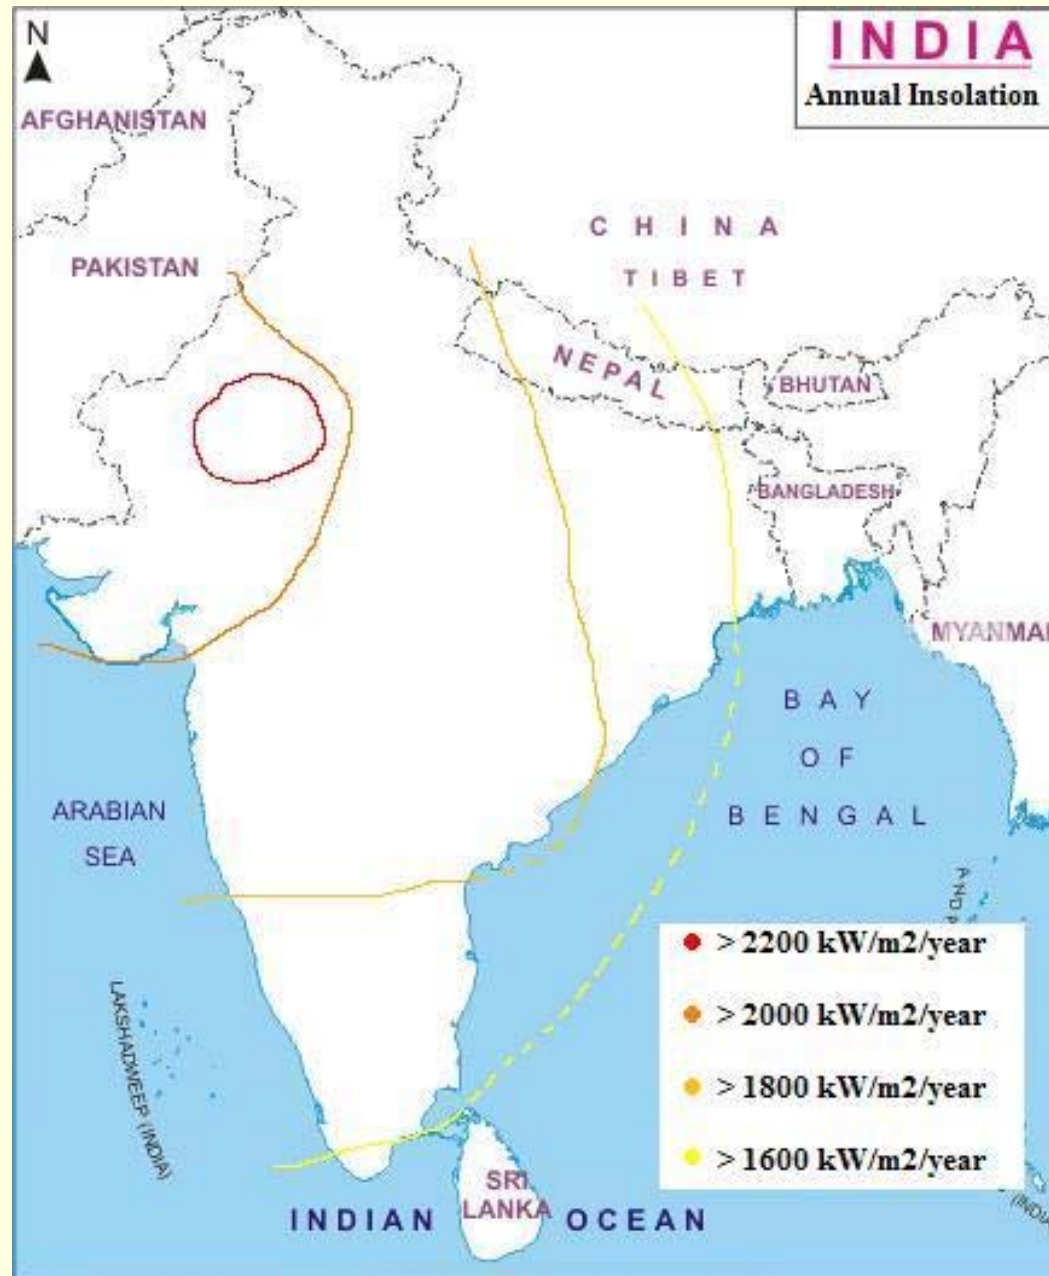 N
INDIA
Annual Insolation
AFGHANISTAN
CHINA
PAKISTAN
TIBET
NEPAL
BHUTAN
BANGLADESH
MYANMAR
BAY
OF
BENGAL
ARABIAN
SEA
LAKSHADWEEP (INDIA)
> 2200 kW/m2/year
> 2000 kW/m2/year
> 1800 kW/m2/year
> 1600 kW/m2/year
SRI
LANKA
INDIAN OCEAN